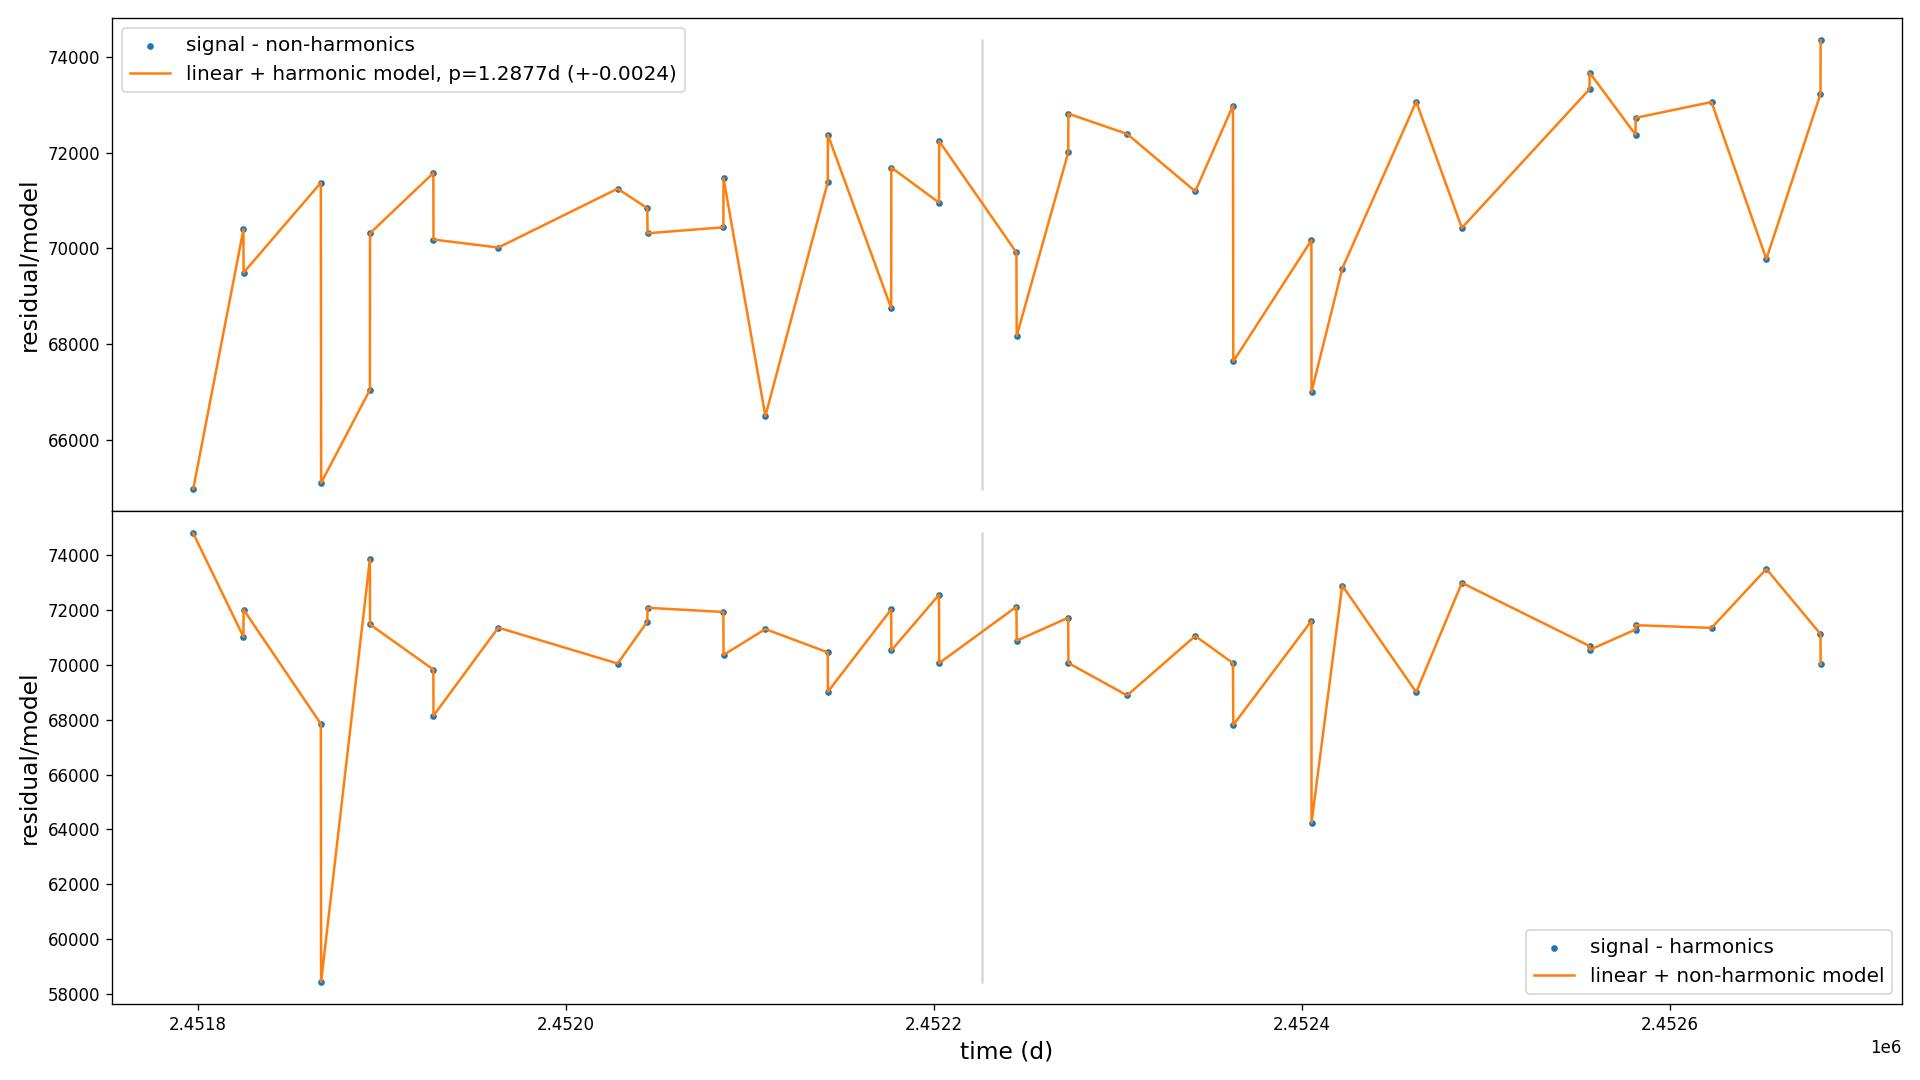 signal - non-harmonics
linear + harmonic model, p=1.2877d (+-0.0024)
74000
72000
70000
68000
66000
residual/model
74000
72000
70000
68000
66000
64000
62000
60000
58000
residual/model
signal - harmonics
linear + non-harmonic model
2.4518
2.4520
2.4522
2.4524
2.4526
1e6
time (d)